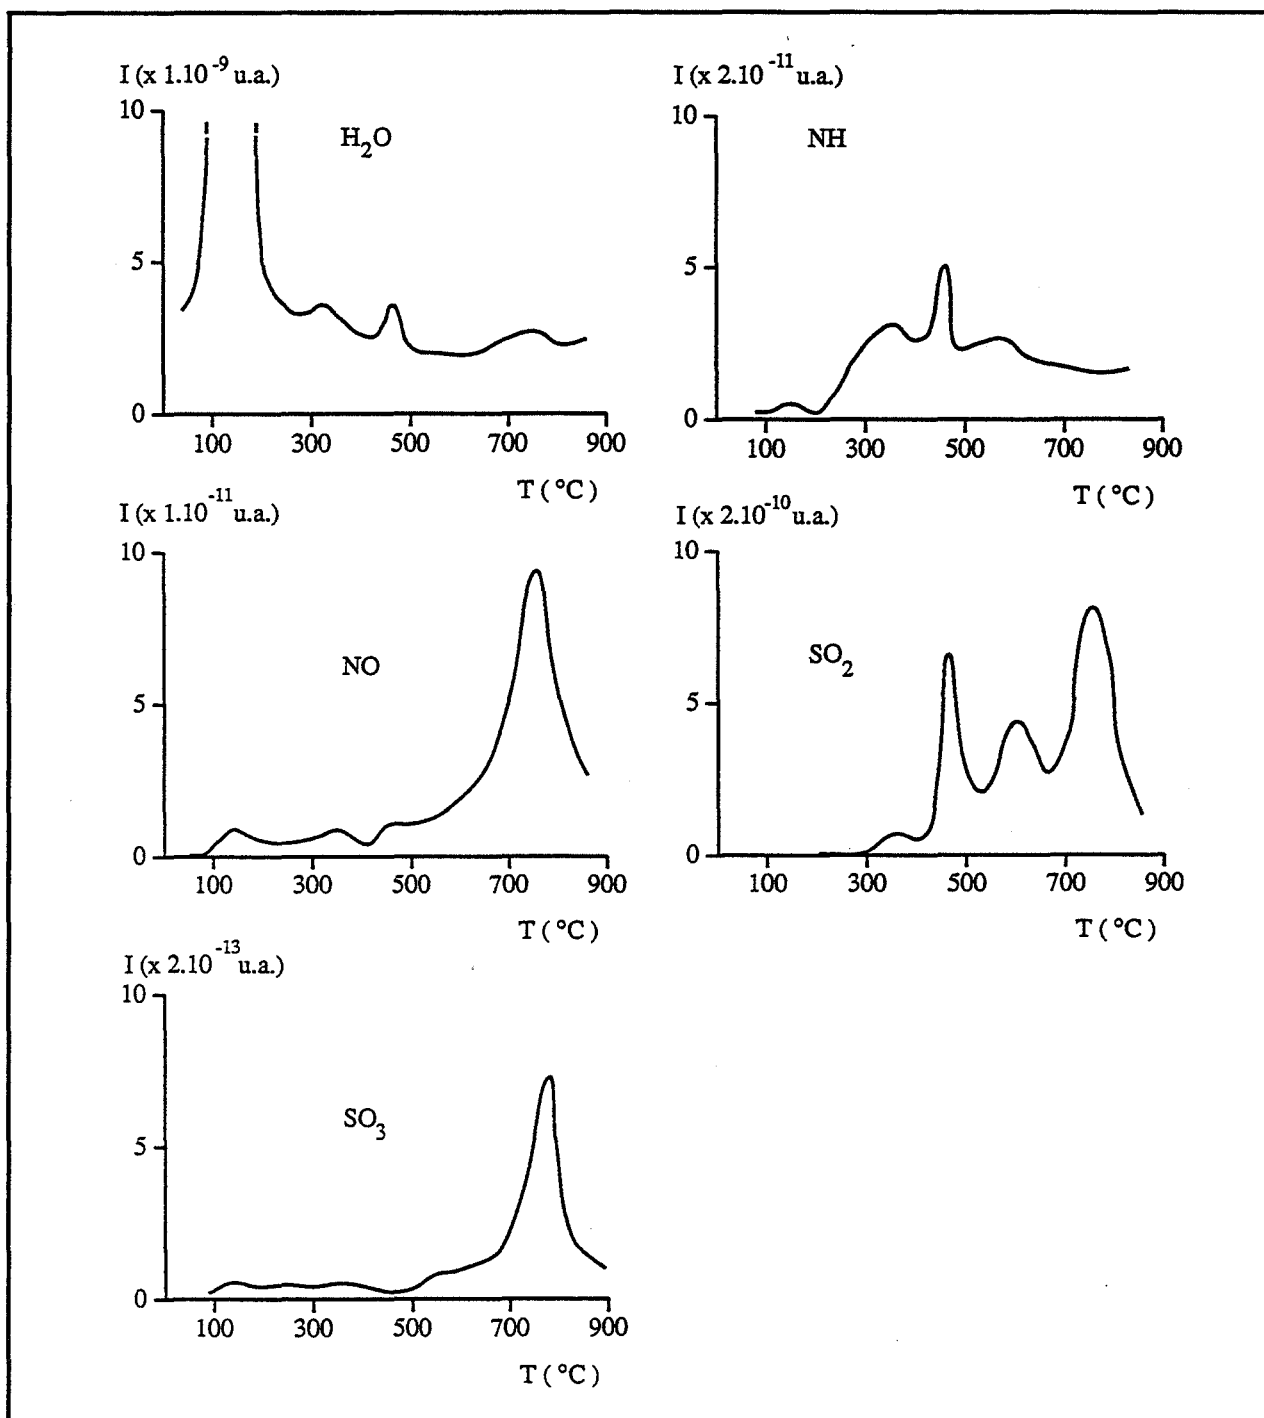 I (x 1.10⁻⁹ u.a.)
10
5
0
H₂O
100 300 500 700 900
T (°C)
I (x 2.10⁻¹¹ u.a.)
10
5
0
NH
100 300 500 700 900
T (°C)
I (x 1.10⁻¹¹ u.a.)
10
5
0
NO
100 300 500 700 900
T (°C)
I (x 2.10⁻¹⁰ u.a.)
10
5
0
SO₂
100 300 500 700 900
T (°C)
I (x 2.10⁻¹³ u.a.)
10
5
0
SO₃
100 300 500 700 900
T (°C)